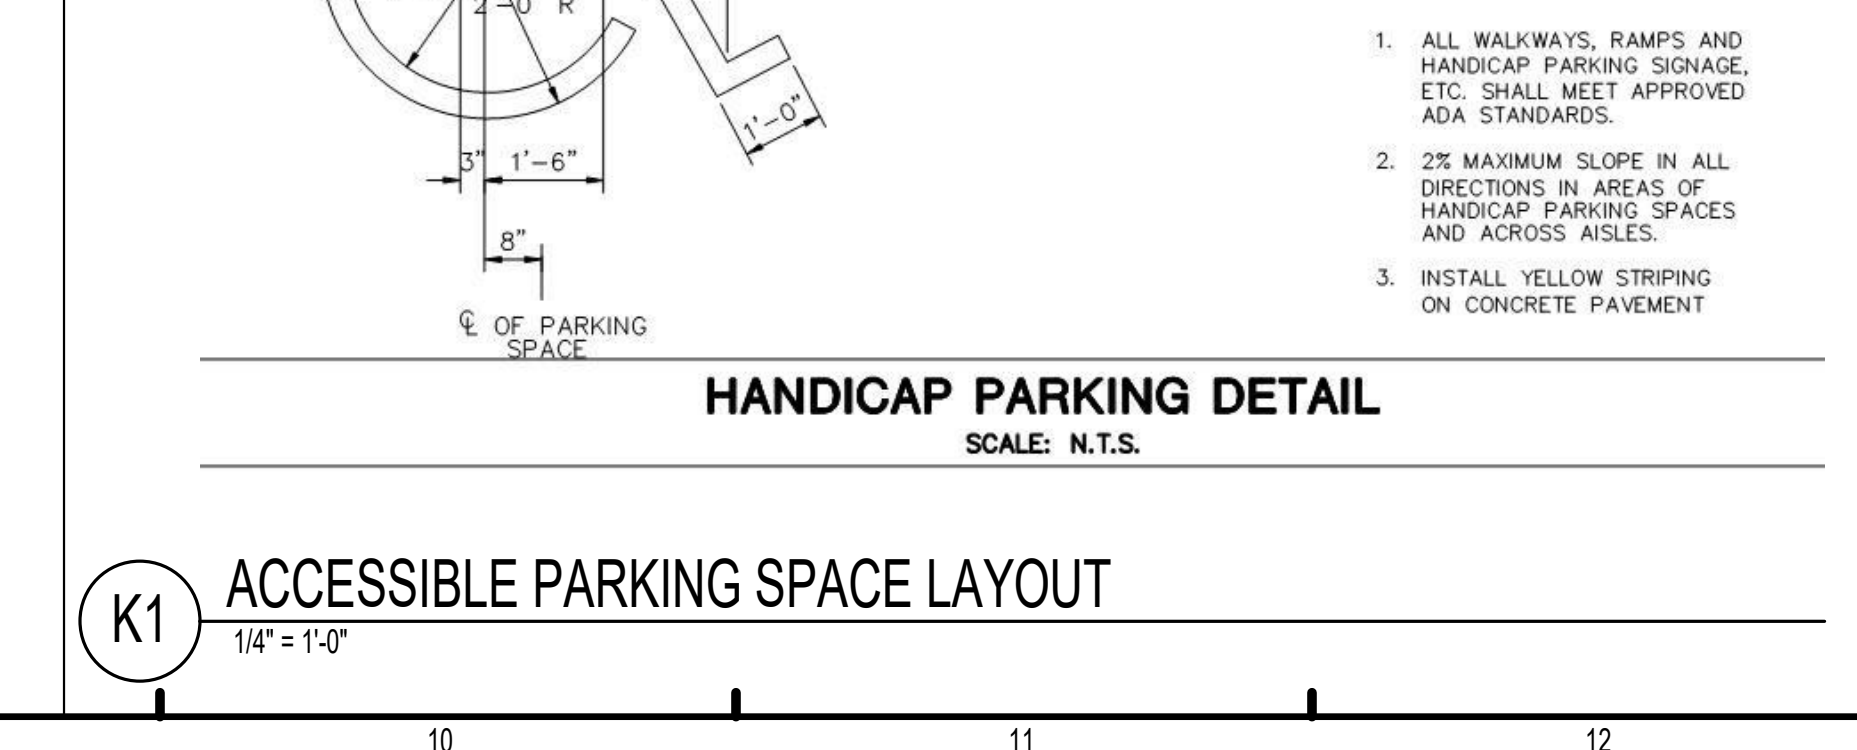 2'-0" R
1. ALL WALKWAYS, RAMPS AND
HANDICAP PARKING SIGNAGE,
ETC. SHALL MEET APPROVED
ADA STANDARDS.
1'-0"
3" 1'-6"
2. 2% MAXIMUM SLOPE IN ALL
DIRECTIONS IN AREAS OF
HANDICAP PARKING SPACES
AND ACROSS AISLES.
8"
3. INSTALL YELLOW STRIPING
ON CONCRETE PAVEMENT
℄ OF PARKING
SPACE
HANDICAP PARKING DETAIL
SCALE: N.T.S.
K1
ACCESSIBLE PARKING SPACE LAYOUT
1/4" = 1'-0"
10 11 12